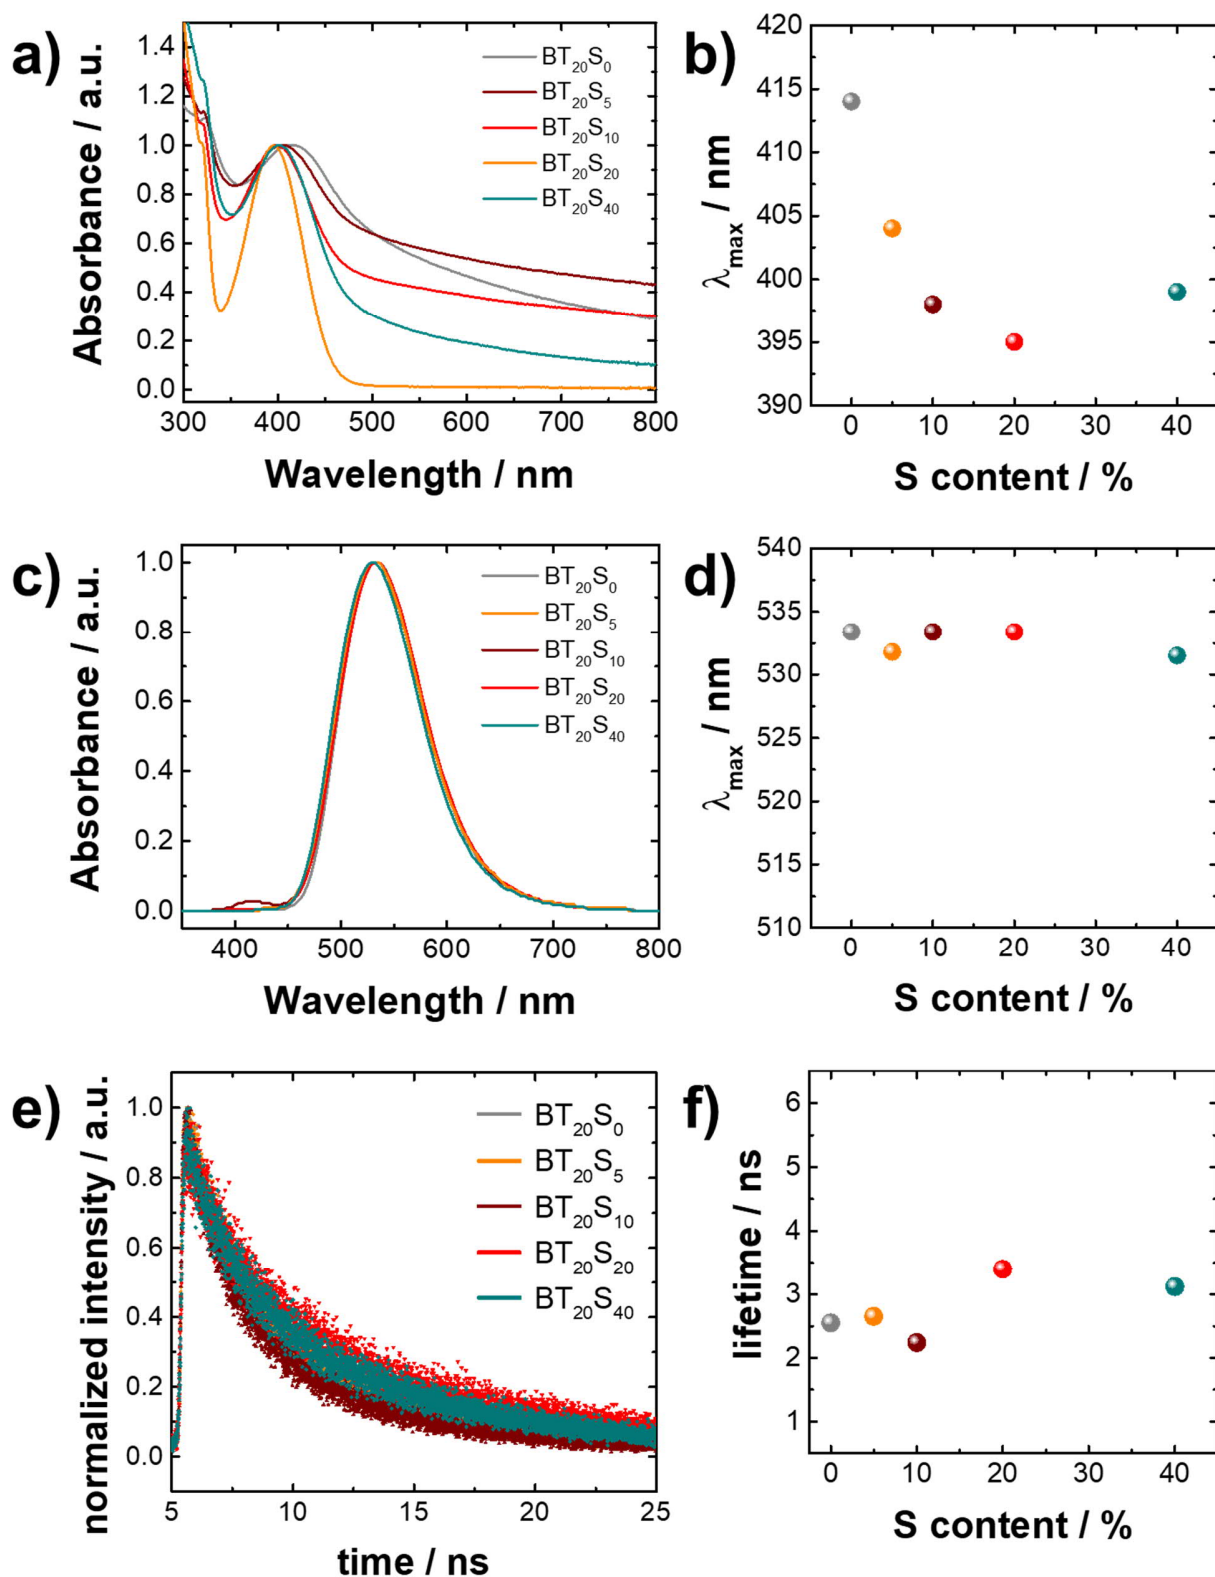 a)
Absorbance / a.u.
1.4
1.2
1.0
0.8
0.6
0.4
0.2
0.0
300 400 500 600 700 800
Wavelength / nm
BT20S0
BT20S5
BT20S10
BT20S20
BT20S40
b)
λmax / nm
420
415
410
405
400
395
390
0 10 20 30 40
S content / %
c)
Absorbance / a.u.
1.0
0.8
0.6
0.4
0.2
0.0
400 500 600 700 800
Wavelength / nm
BT20S0
BT20S5
BT20S10
BT20S20
BT20S40
d)
λmax / nm
540
535
530
525
520
515
510
0 10 20 30 40
S content / %
e)
normalized intensity / a.u.
1.0
0.8
0.6
0.4
0.2
0.0
5 10 15 20 25
time / ns
BT20S0
BT20S5
BT20S10
BT20S20
BT20S40
f)
lifetime / ns
6
5
4
3
2
1
0 10 20 30 40
S content / %